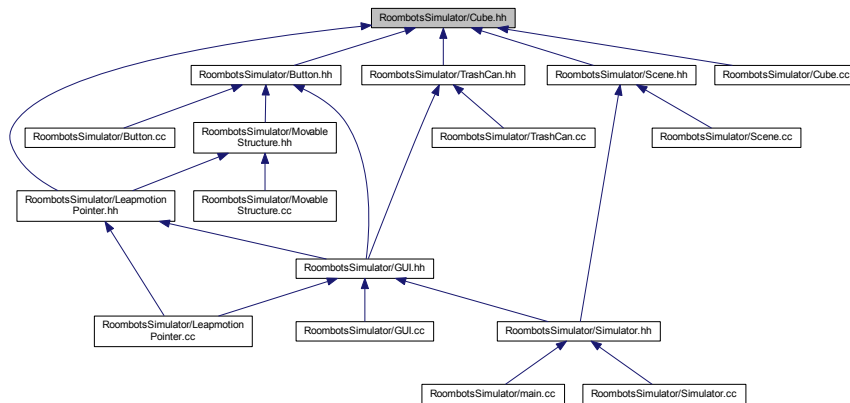 RoombotsSimulator/Cube.hh
RoombotsSimulator/Button.hh
RoombotsSimulator/TrashCan.hh
RoombotsSimulator/Scene.hh
RoombotsSimulator/Cube.cc
RoombotsSimulator/Button.cc
RoombotsSimulator/Movable
Structure.hh
RoombotsSimulator/TrashCan.cc
RoombotsSimulator/Scene.cc
RoombotsSimulator/Leapmotion
Pointer.hh
RoombotsSimulator/Movable
Structure.cc
RoombotsSimulator/GUI.hh
RoombotsSimulator/Leapmotion
Pointer.cc
RoombotsSimulator/GUI.cc
RoombotsSimulator/Simulator.hh
RoombotsSimulator/main.cc
RoombotsSimulator/Simulator.cc